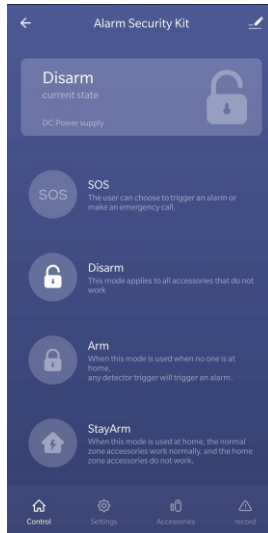 Alarm Security Kit
Disarm
current state
DC:Power supply
SOS
SOS
The user can choose to trigger an alarm or
make an emergency call.
Disarm
This mode applies to all accessories that do not
work
Arm
When this mode is used when no one is at
home,
any detector trigger will trigger an alarm.
StayArm
When this mode is used at home, the normal
zone accessories work normally, and the home
zone accessories do not work,
Control Settings Accessories record